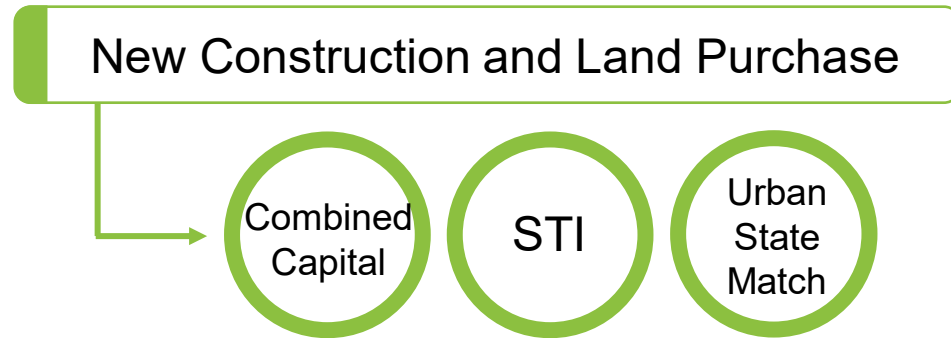 New Construction and Land Purchase
Combined
Capital
STI
Urban
State
Match